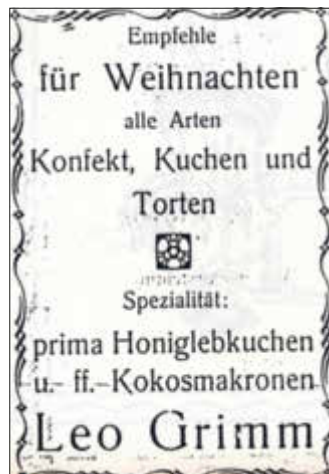 Empfehle
für Weihnachten
alle Arten
Konfekt, Kuchen und
Torten
Spezialität:
prima Honiglebkuchen
u. ff. Kokosmakronen
Leo Grimm